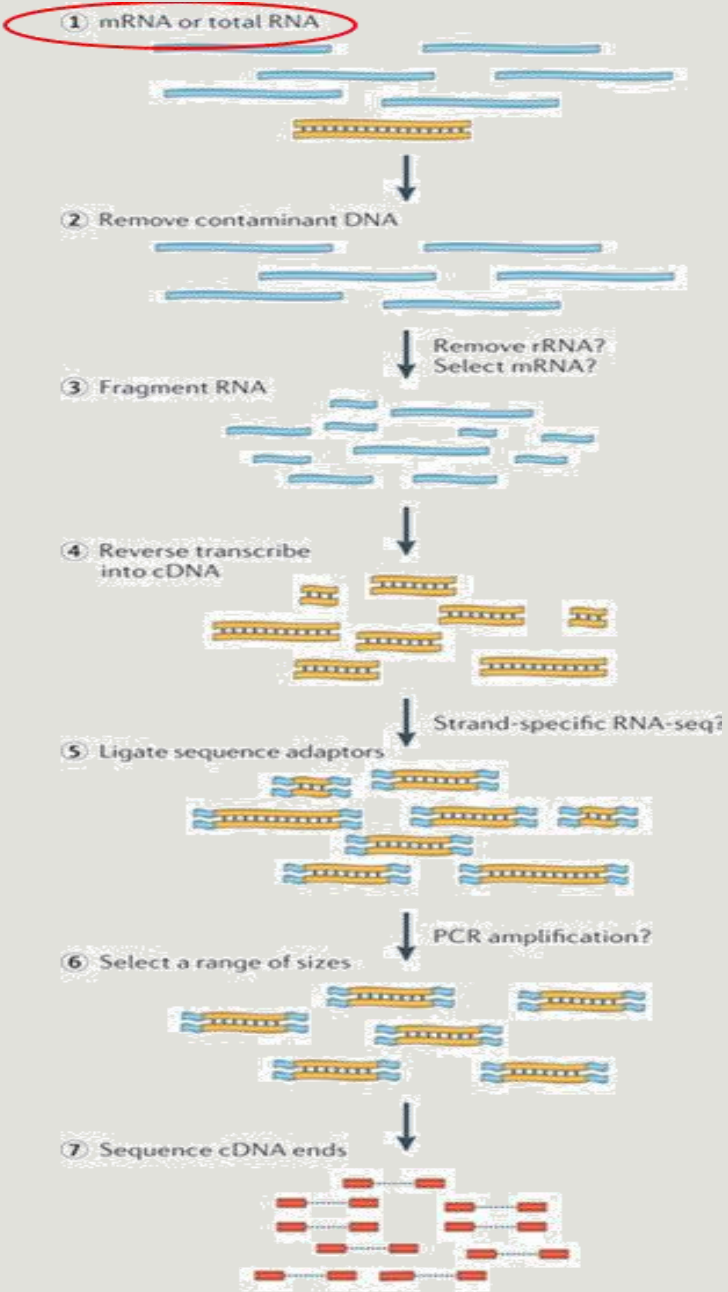 ① mRNA or total RNA
② Remove contaminant DNA
Remove rRNA?
Select mRNA?
③ Fragment RNA
④ Reverse transcribe
into cDNA
Strand-specific RNA-seq?
⑤ Ligate sequence adaptors
PCR amplification?
⑥ Select a range of sizes
⑦ Sequence cDNA ends